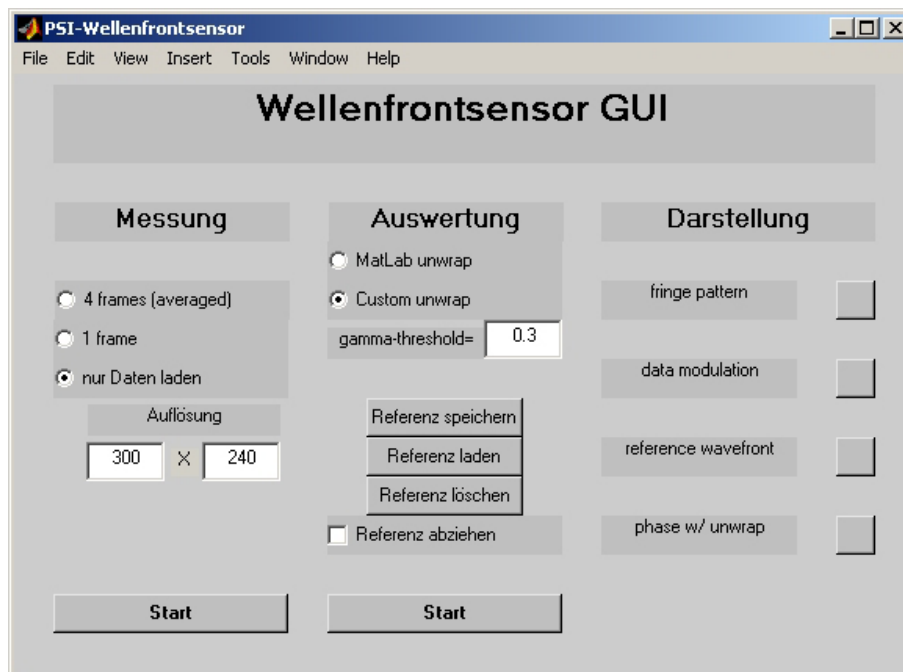 PSI-Wellenfrontsensor
File Edit View Insert Tools Window Help
Wellenfrontsensor GUI
Messung
4 frames (averaged)
1 frame
nur Daten laden
Auflösung
300 X 240
Start
Auswertung
MatLab unwrap
Custom unwrap
gamma-threshold= 0.3
Referenz speichern
Referenz laden
Referenz löschen
Referenz abziehen
Start
Darstellung
fringe pattern
data modulation
reference wavefront
phase w/ unwrap